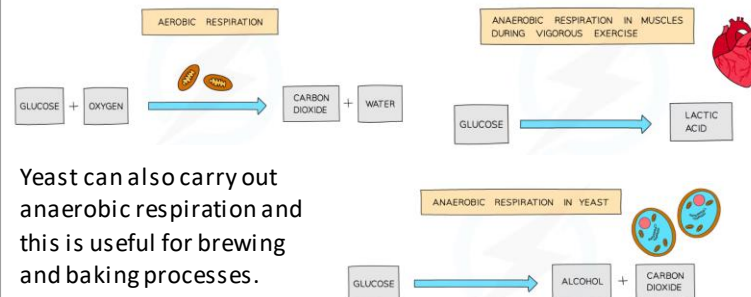 AEROBIC RESPIRATION
GLUCOSE + OXYGEN
CARBON
DIOXIDE + WATER
ANAEROBIC RESPIRATION IN MUSCLES
DURING VIGOROUS EXERCISE
GLUCOSE
LACTIC
ACID
Yeast can also carry out
anaerobic respiration and
this is useful for brewing
and baking processes.
ANAEROBIC RESPIRATION IN YEAST
GLUCOSE
ALCOHOL + CARBON
DIOXIDE